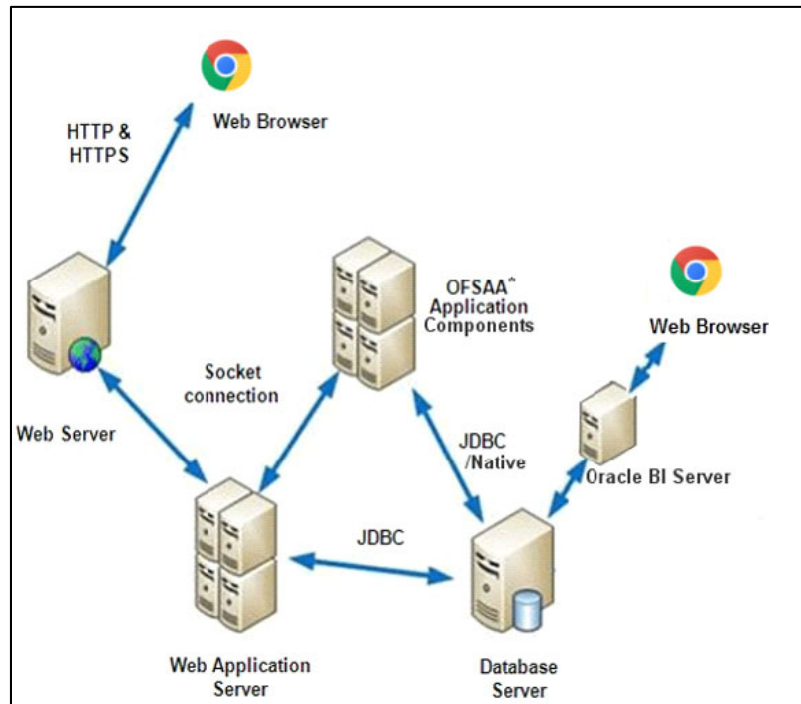 Web Browser
HTTP &
HTTPS
OFSAA^
Application
Components
Web Browser
Socket
connection
Web Server
JDBC
/Native
Oracle BI Server
JDBC
Web Application
Server
Database
Server